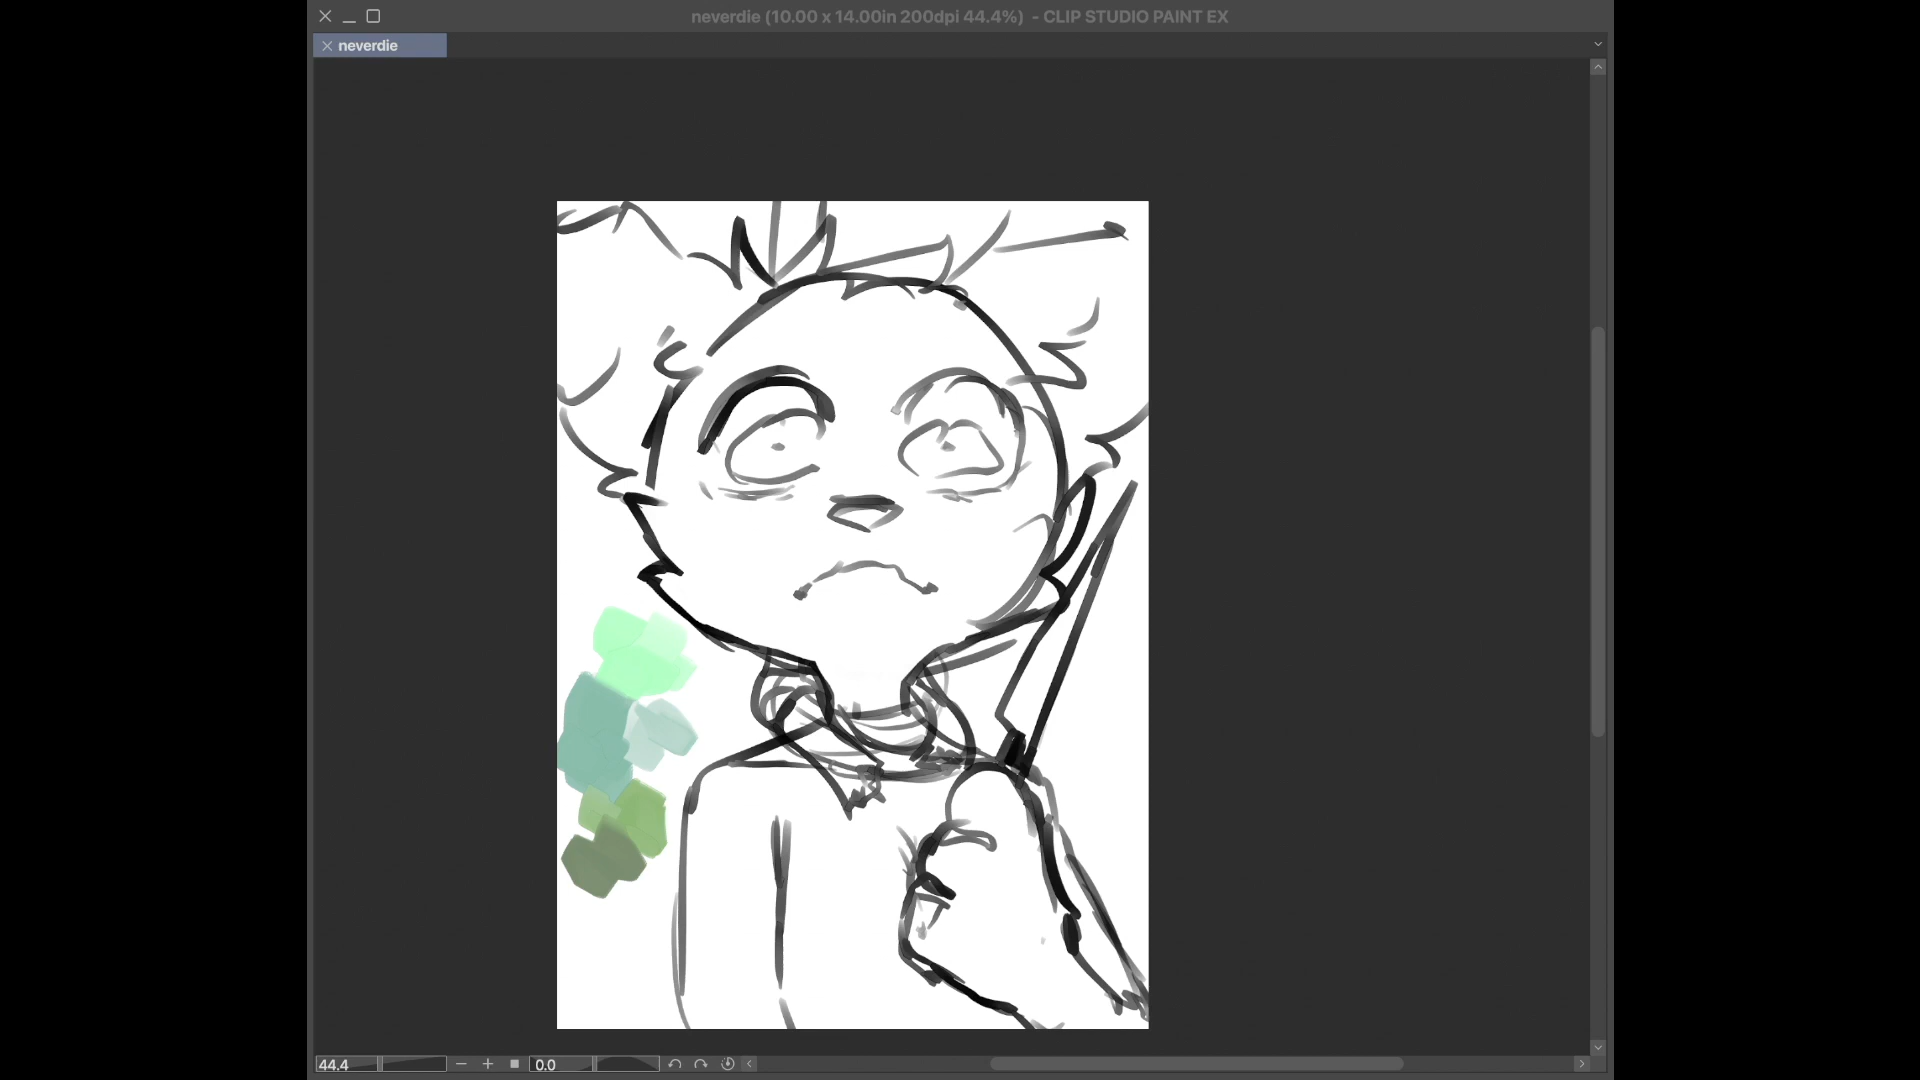 neverdie (10.00 x 14.00in 200dpi 44.4%)  - CLIP STUDIO PAINT EX
neverdie
44.4
0.0